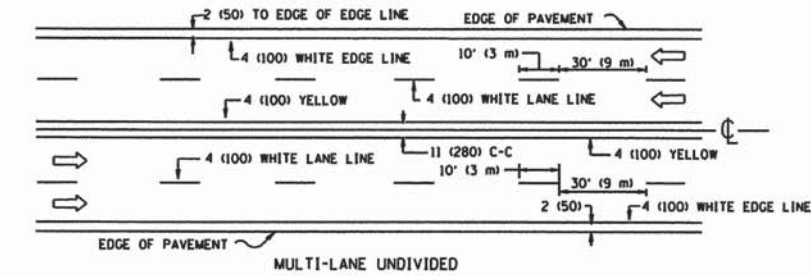 2 (50) TO EDGE OF EDGE LINE
EDGE OF PAVEMENT
4 (100) WHITE EDGE LINE
10' (3 m)
30' (9 m)
4 (100) YELLOW
4 (100) WHITE LANE LINE
℄
4 (100) WHITE LANE LINE
11 (280) C-C
4 (100) YELLOW
10' (3 m)
30' (9 m)
2 (50)
4 (100) WHITE EDGE LINE
EDGE OF PAVEMENT
MULTI-LANE UNDIVIDED